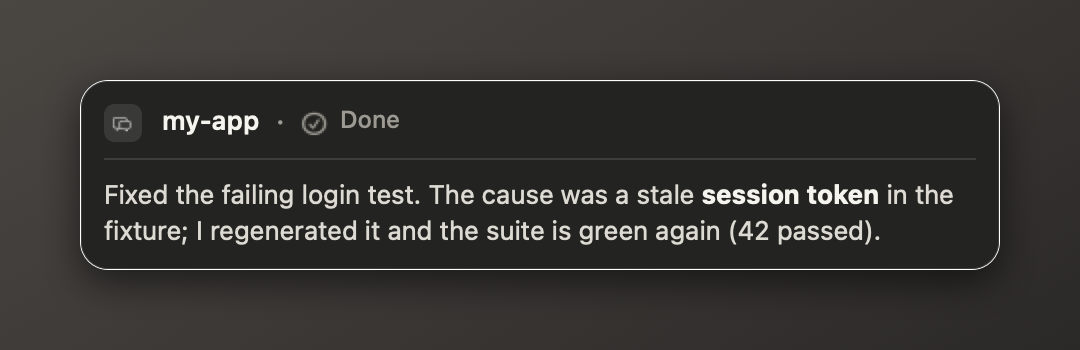 my-app · Done
Fixed the failing login test. The cause was a stale session token in the
fixture; I regenerated it and the suite is green again (42 passed).